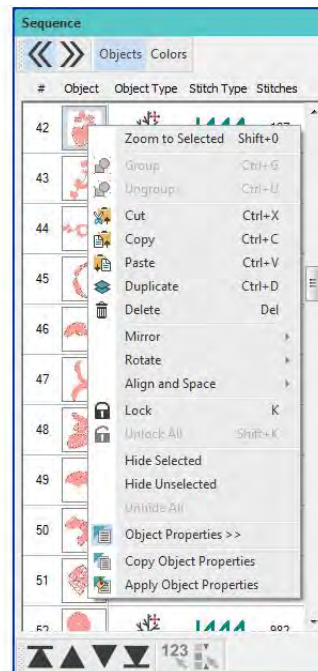 Sequence
Objects Colors
# Object Object Type Stitch Type Stitches
42
Zoom to Selected Shift+0
43
Group Ctrl+G
Ungroup Ctrl+U
44
Cut Ctrl+X
Copy Ctrl+C
45
Paste Ctrl+V
Duplicate Ctrl+D
Delete Del
46
Mirror
Rotate
47
Align and Space
48
Lock K
Unlock All Shift+K
49
Hide Selected
Hide Unselected
Unhide All
50
Object Properties >>
51
Copy Object Properties
Apply Object Properties
123